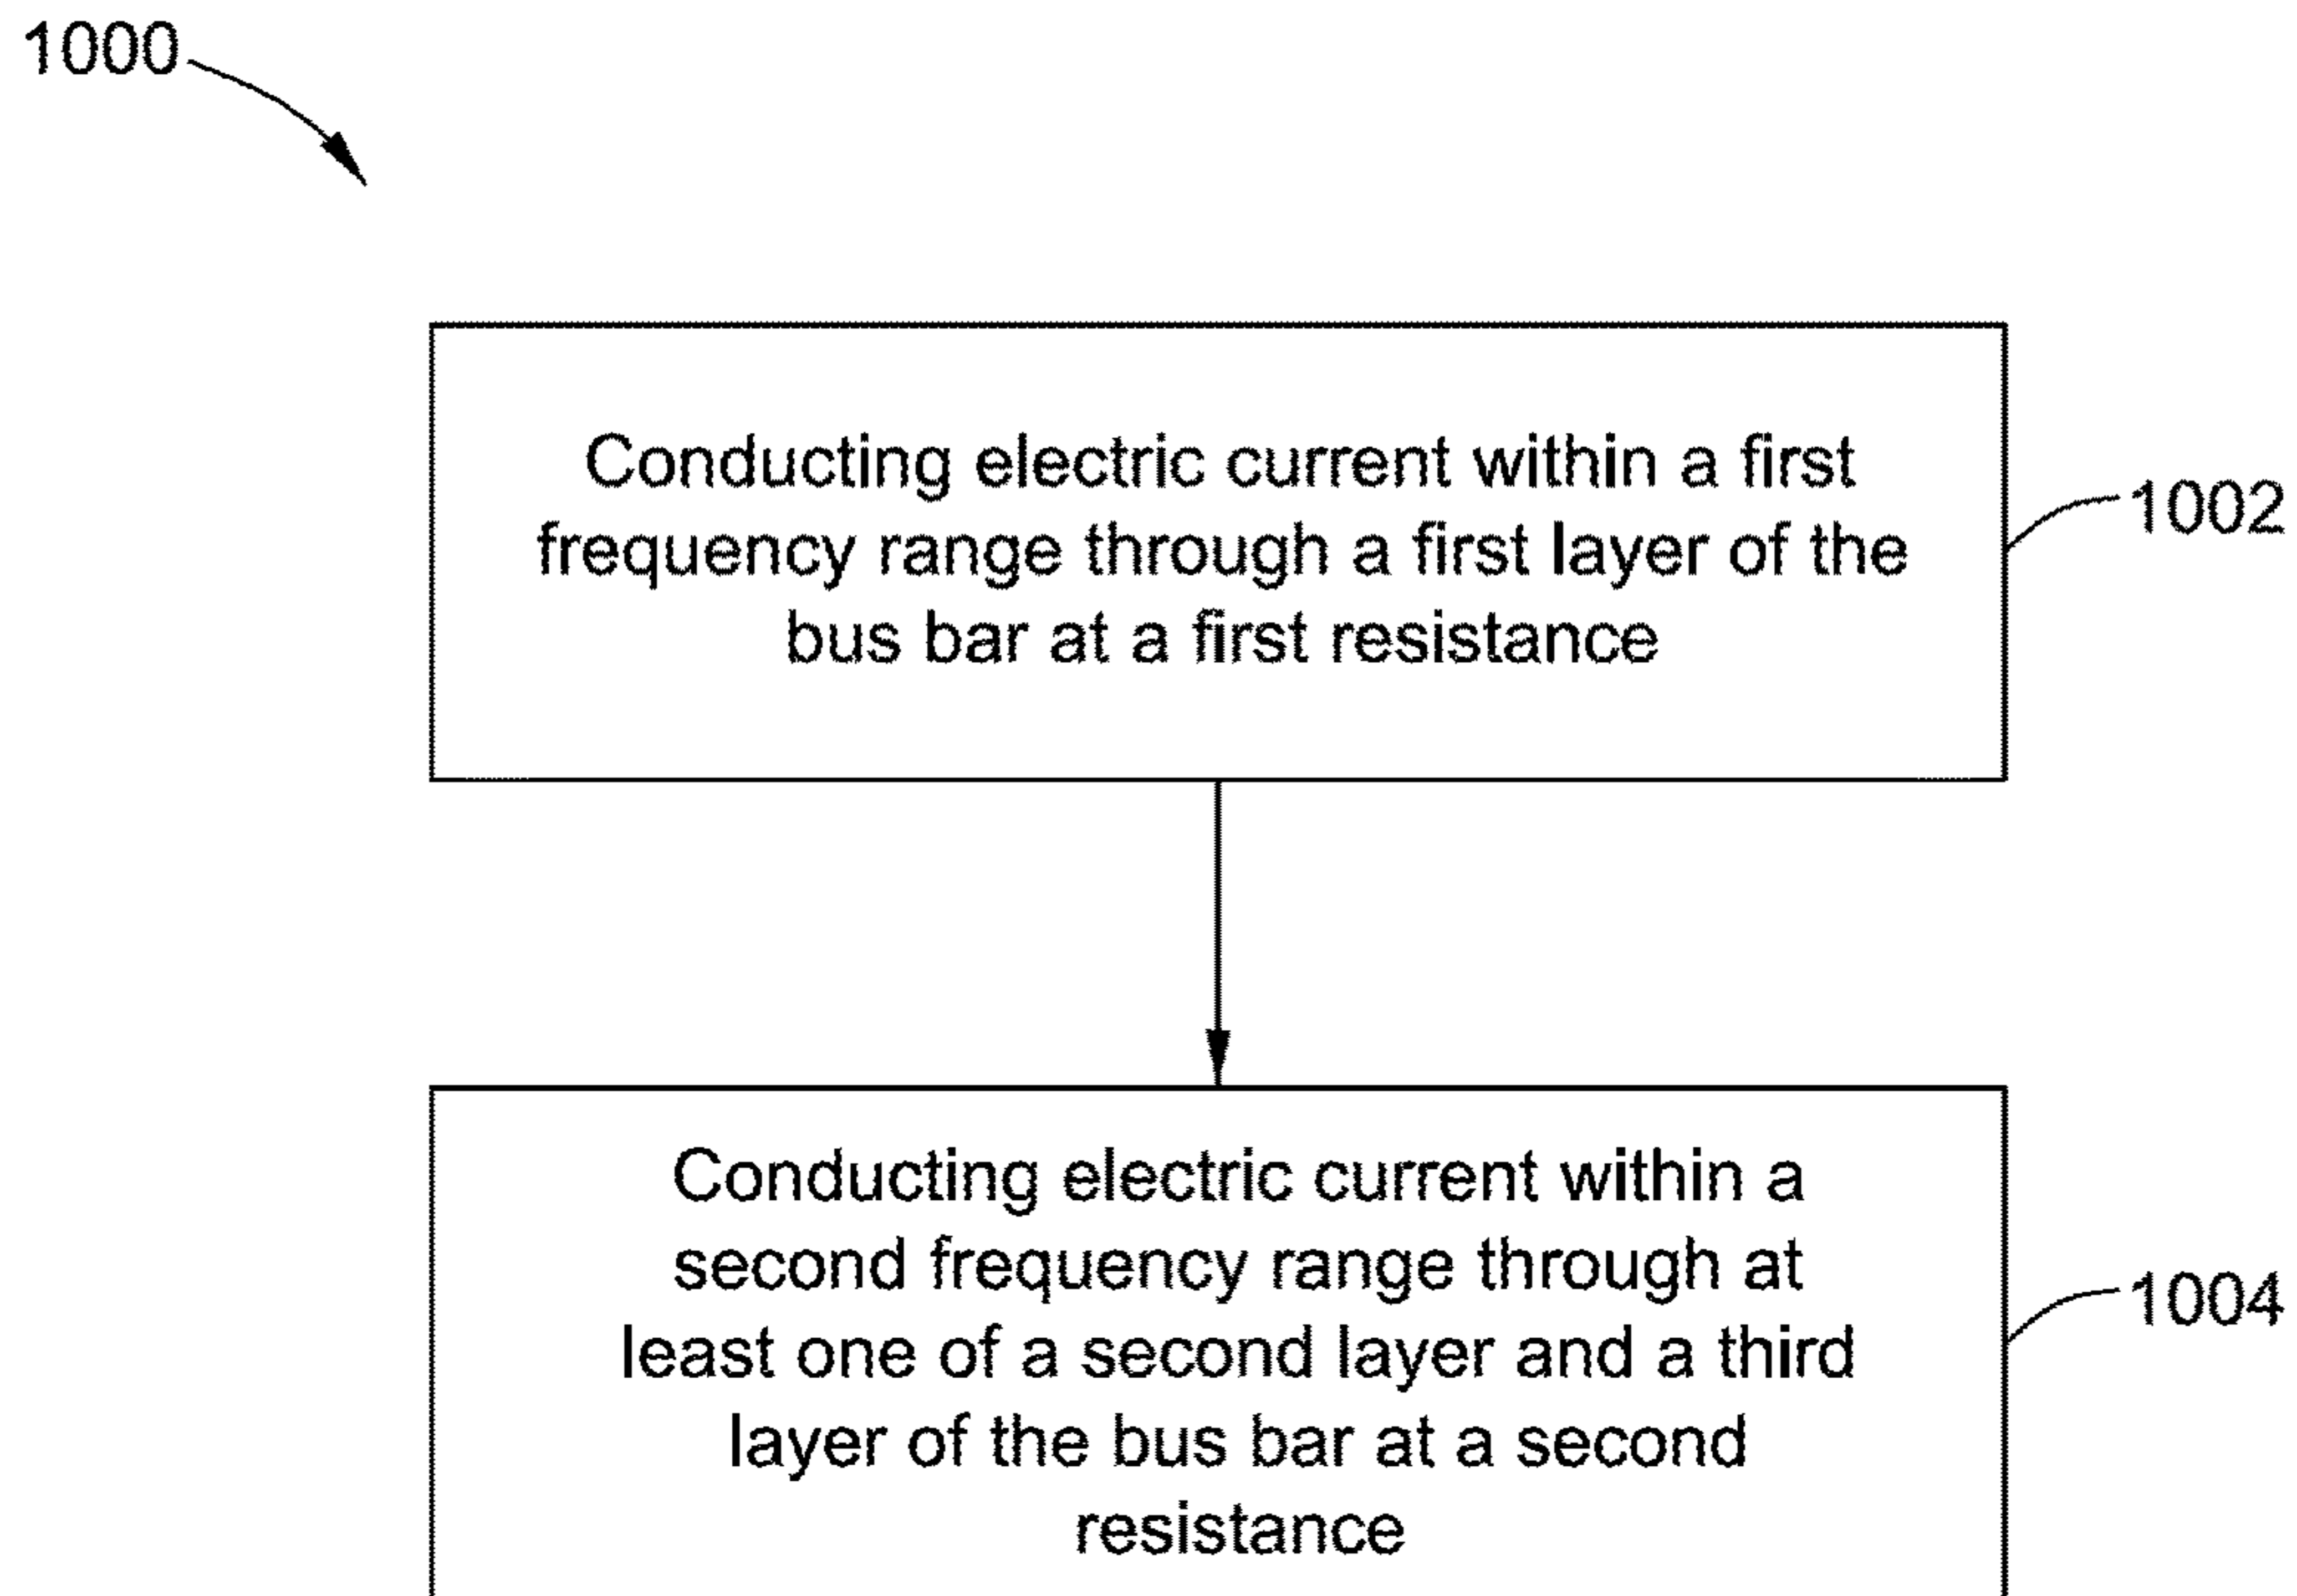 1000
Conducting electric current within a first
frequency range through a first layer of the
bus bar at a first resistance
1002
Conducting electric current within a
second frequency range through at
least one of a second layer and a third
layer of the bus bar at a second
resistance
1004